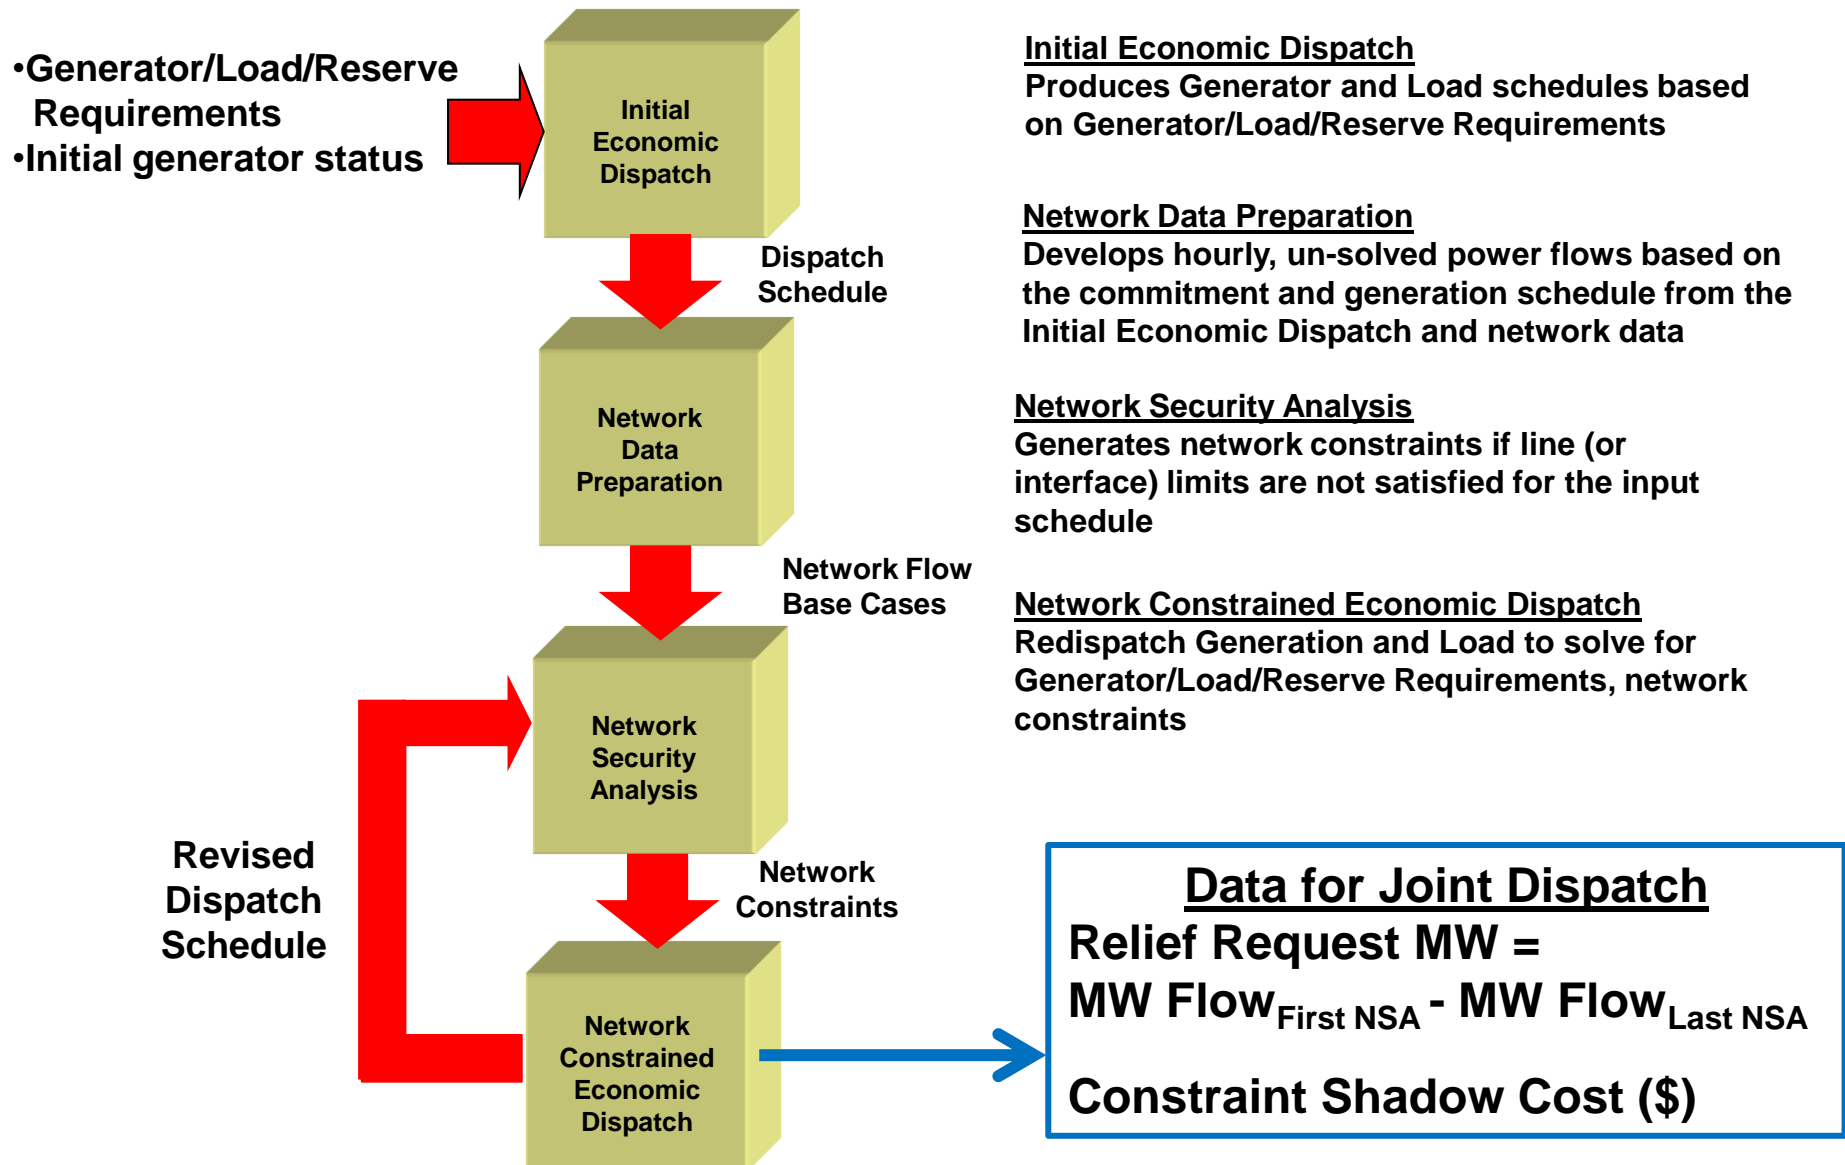 •Generator/Load/Reserve
Requirements
•Initial generator status
Initial
Economic
Dispatch
Initial Economic Dispatch
Produces Generator and Load schedules based
on Generator/Load/Reserve Requirements
Dispatch
Schedule
Network Data Preparation
Develops hourly, un-solved power flows based on
the commitment and generation schedule from the
Initial Economic Dispatch and network data
Network
Data
Preparation
Network Security Analysis
Generates network constraints if line (or
interface) limits are not satisfied for the input
schedule
Network Flow
Base Cases
Network Constrained Economic Dispatch
Redispatch Generation and Load to solve for
Generator/Load/Reserve Requirements, network
constraints
Network
Security
Analysis
Revised
Dispatch
Schedule
Network
Constraints
Network
Constrained
Economic
Dispatch
Data for Joint Dispatch
Relief Request MW =
MW Flow First NSA - MW Flow Last NSA
Constraint Shadow Cost ($)